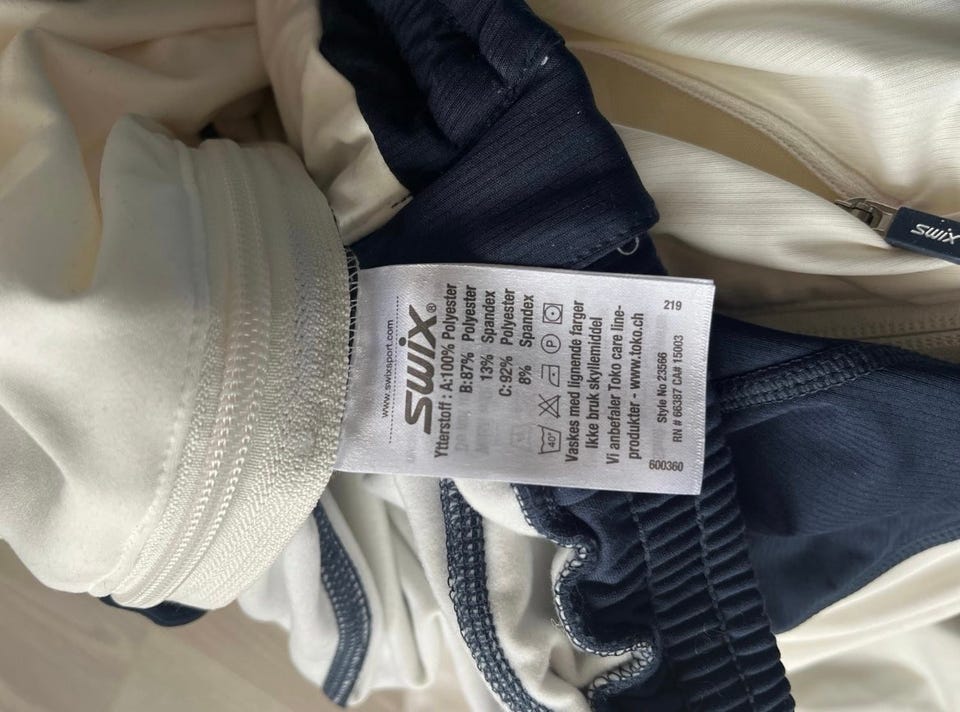 www.swixsport.com
swix®
Ytterstoff : A:100% Polyester
B:87% Polyester
13% Spandex
C:92% Polyester
8% Spandex
40° P
Vaskes med lignende farger
Ikke bruk skyllemiddel
Vi anbefaler Toko care line-
produkter - www.toko.ch
Style No 23566
RN # 66387 CA# 15003
600360
219
swix